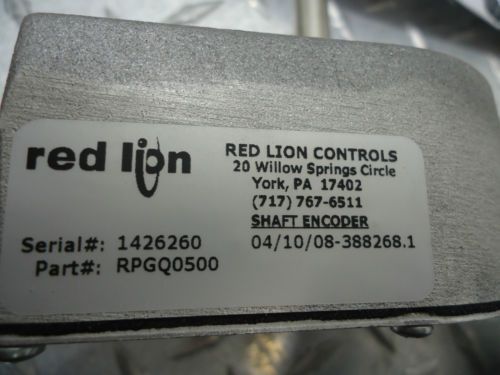 red lion
RED LION CONTROLS
20 Willow Springs Circle
York, PA 17402
(717) 767-6511
SHAFT ENCODER
Serial#: 1426260
04/10/08-388268.1
Part#: RPGQ0500